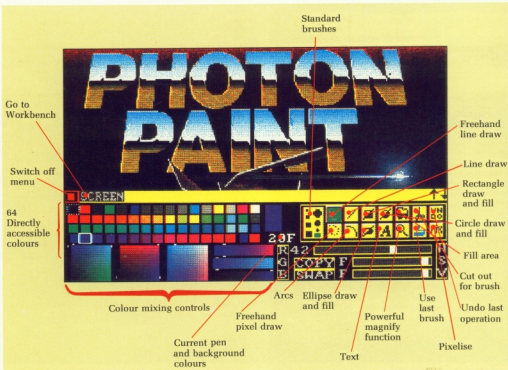 Standard
brushes
PHOTON
PAINT
Go to
Workbench
Switch off
menu
SCREEN
64
Directly
accessible
colours
Freehand
line draw
Line draw
Rectangle
draw
and fill
Circle draw
and fill
Fill area
Cut out
for brush
Undo last
operation
Pixelise
23F
R 42
G COPY F
B SWAP F
H
S
V
Colour mixing controls
Freehand
pixel draw
Current pen
and background
colours
Arcs
Ellipse draw
and fill
Text
Powerful
magnify
function
Use
last
brush